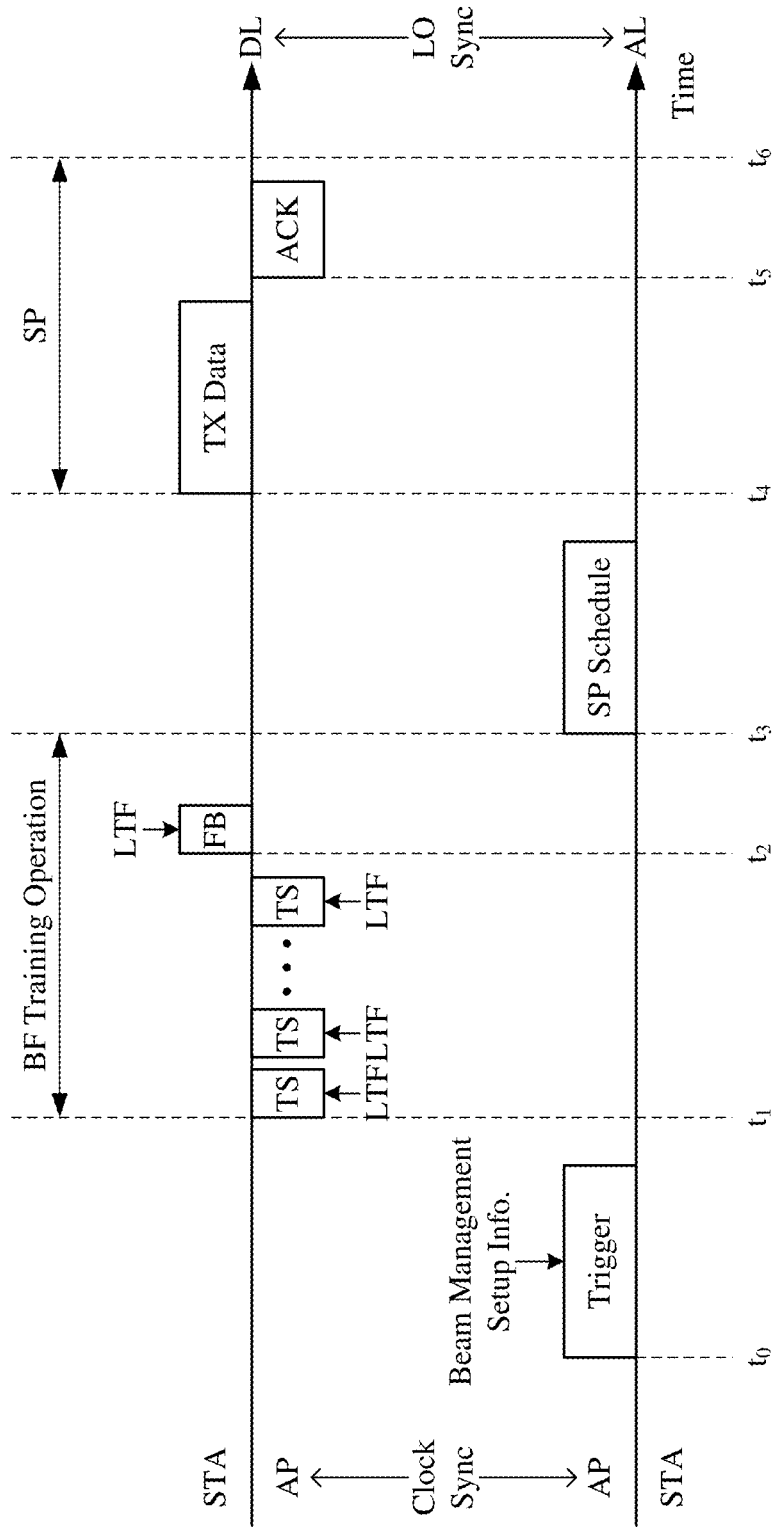 BF Training Operation
SP
LTF
FB
TX Data
STA
DL
AP
TS
TS
• • •
TS
ACK
LTF
LTF
LTF
Clock
Sync
LO
Sync
Beam Management
Setup Info.
AP
Trigger
SP Schedule
STA
AL
Time
t0
t1
t2
t3
t4
t5
t6